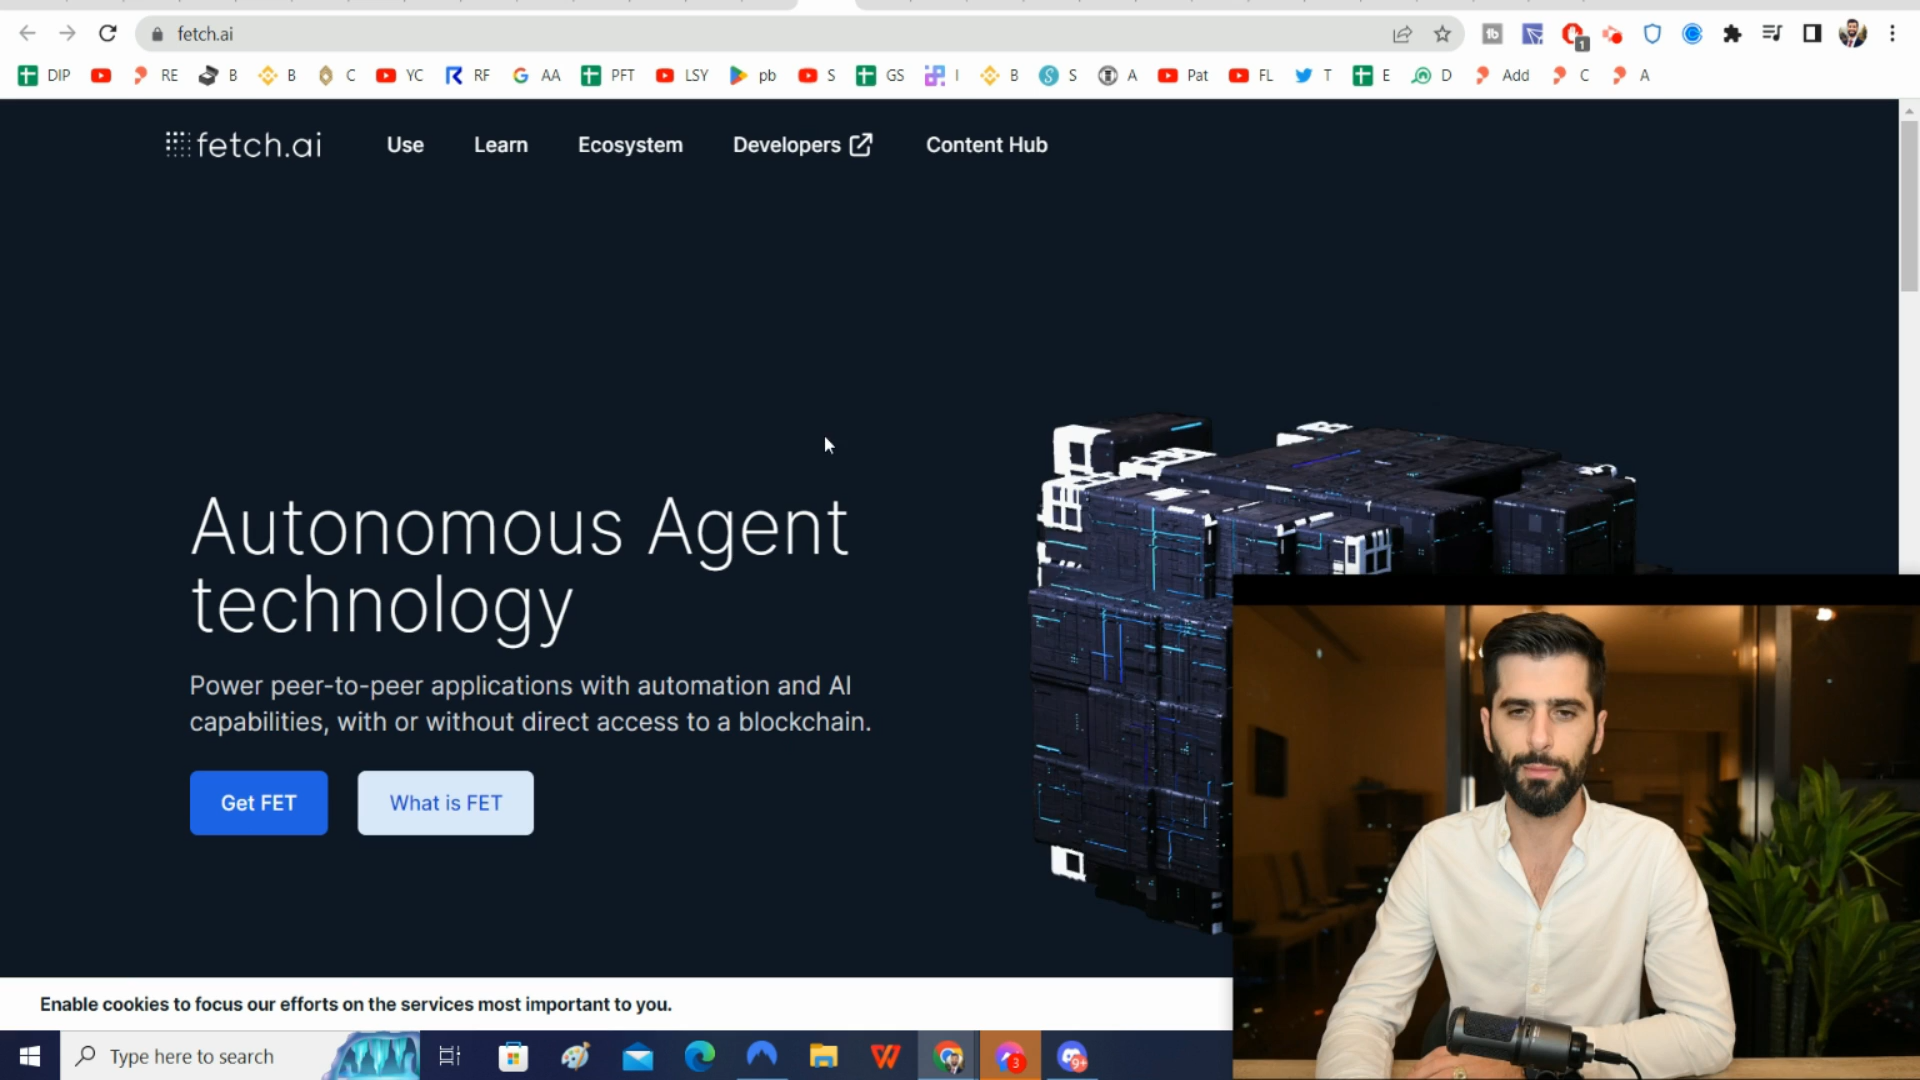 fetch.ai
1
DIP RE B B C YC RF AA PFT LSY pb S GS I B S A Pat FL T E D Add C A
fetch.ai Use Learn Ecosystem Developers Content Hub
Autonomous Agent
technology
Power peer-to-peer applications with automation and AI
capabilities, with or without direct access to a blockchain.
Get FET What is FET
Enable cookies to focus our efforts on the services most important to you.
Type here to search
3
9+